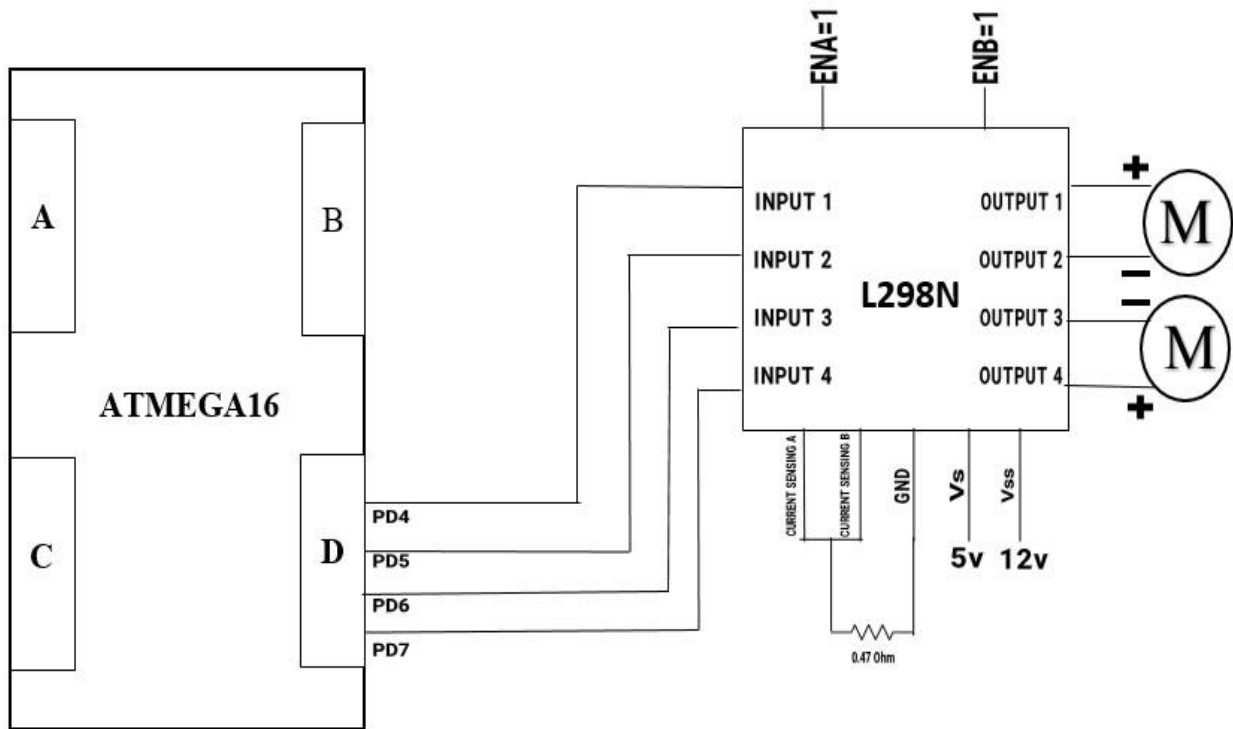 ENA=1
ENB=1
A
B
ATMEGA16
C
D
PD4
PD5
PD6
PD7
INPUT 1
INPUT 2
INPUT 3
INPUT 4
L298N
OUTPUT 1
OUTPUT 2
OUTPUT 3
OUTPUT 4
+
M
−
−
M
+
CURRENT SENSING A
CURRENT SENSING B
GND
Vs
Vss
5v
12v
0.47 Ohm